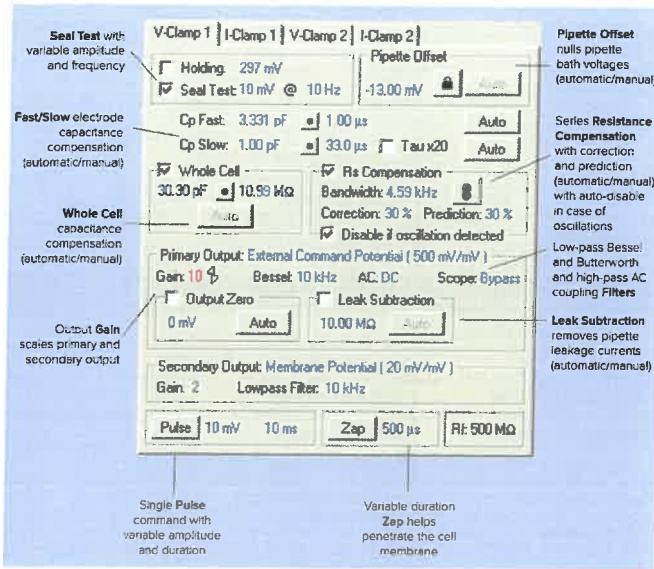 Seal Test with
variable amplitude
and frequency
Fast/Slow electrode
capacitance
compensation
(automatic/manual)
Whole Cell
capacitance
compensation
(automatic/manual)
Output Gain
scales primary and
secondary output
V-Clamp 1 I-Clamp 1 V-Clamp 2 I-Clamp 2
Holding: 297 mV
Seal Test: 10 mV @ 10 Hz
Pipette Offset
-13.00 mV Auto
Cp Fast: 3.331 pF 1.00 µs Auto
Cp Slow: 1.00 pF 33.0 µs Tau x20 Auto
Whole Cell
30.30 pF 10.99 MΩ
Auto
Rs Compensation
Bandwidth: 4.59 kHz
Correction: 30 % Prediction: 30 %
Disable if oscillation detected
Primary Output: External Command Potential ( 500 mV/mV )
Gain: 10 Bessel: 10 kHz AC: DC Scope: Bypass
Output Zero
0 mV Auto
Leak Subtraction
10.00 MΩ Auto
Secondary Output: Membrane Potential ( 20 mV/mV )
Gain: 2 Lowpass Filter: 10 kHz
Pulse 10 mV 10 ms
Zap 500 µs
Rf: 500 MΩ
Pipette Offset
nulls pipette
bath voltages
(automatic/manual)
Series Resistance
Compensation
with correction
and prediction
(automatic/manual)
with auto-disable
in case of
oscillations
Low-pass Bessel
and Butterworth
and high-pass AC
coupling Filters
Leak Subtraction
removes pipette
leakage currents
(automatic/manual)
Single Pulse
command with
variable amplitude
and duration
Variable duration
Zap helps
penetrate the cell
membrane